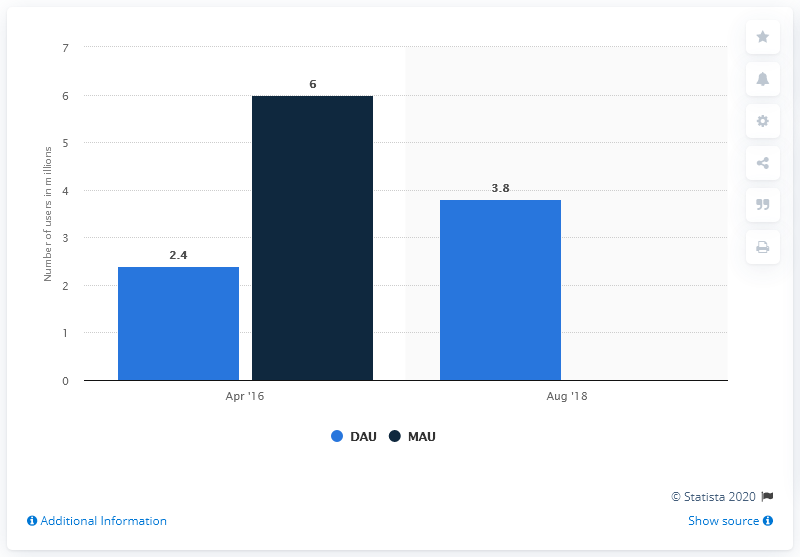 7
6
5
4
3
2
1
0
Number of users in millions
2.4
6
3.8
Apr '16
Aug '18
DAU MAU
© Statista 2020
Additional Information
Show source